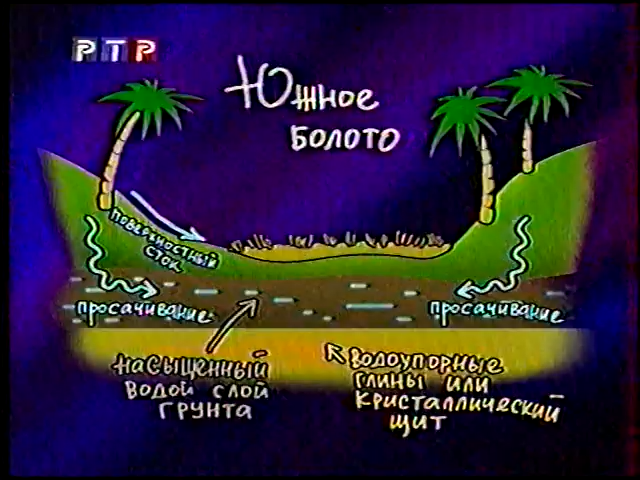 РТР
Южное
болото
поверхностный
сток
просачивание
просачивание
насыщенный
водой слой
грунта
водоупорные
глины или
кристаллический
щит